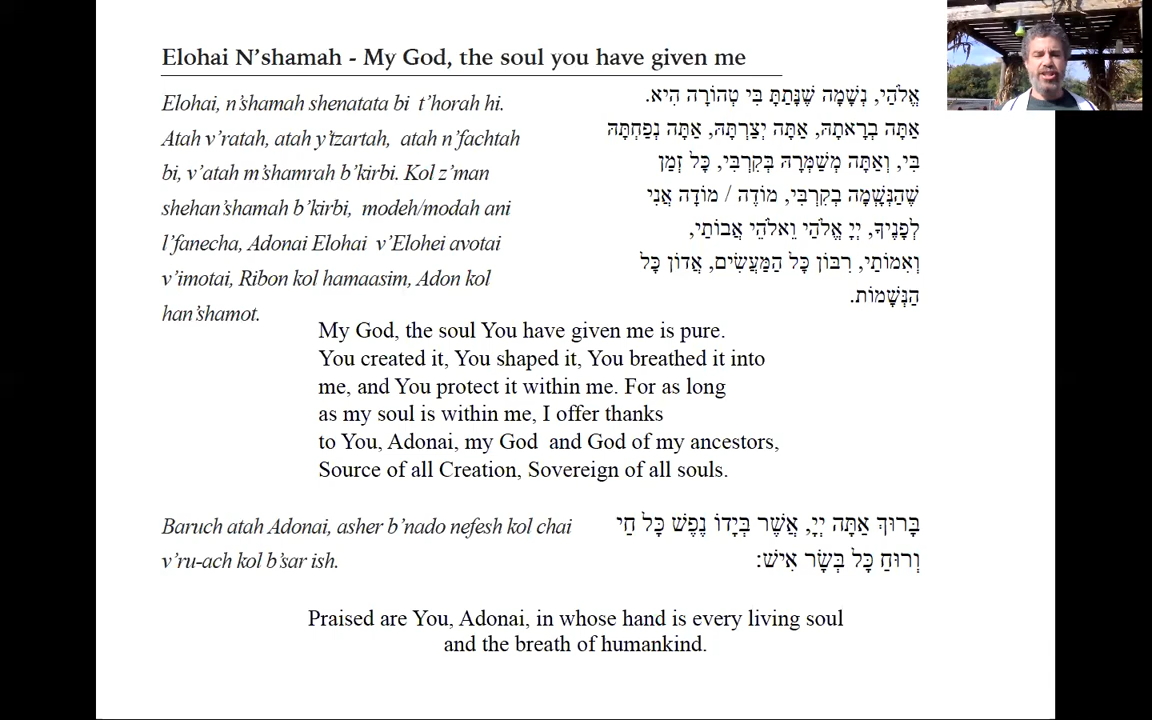 Elohai N’shamah - My God, the soul you have given me
Elohai, n’shamah shenatata bi t’horah hi.
Atah v’ratah, atah y’tzartah, atah n’fachtah
bi, v’atah m’shamrah b’kirbi. Kol z’man
shehan’shamah b’kirbi, modeh/modah ani
l’fanecha, Adonai Elohai v’Elohei avotai
v’imotai, Ribon kol hamaasim, Adon kol
han’shamot.
אֱלֹהַי, נְשָׁמָה שֶׁנָּתַתָּ בִּי טְהוֹרָה הִיא.
אַתָּה בְרָאתָהּ, אַתָּה יְצַרְתָּהּ, אַתָּה נְפַחְתָּהּ
בִּי, וְאַתָּה מְשַׁמְּרָהּ בְּקִרְבִּי, כָּל זְמַן
שֶׁהַנְּשָׁמָה בְקִרְבִּי, מוֹדֶה / מוֹדָה אֲנִי
לְפָנֶיךָ, יְיָ אֱלֹהַי וֵאלֹהֵי אֲבוֹתַי,
וְאִמּוֹתַי, רִבּוֹן כָּל הַמַּעֲשִׂים, אֲדוֹן כָּל
הַנְּשָׁמוֹת.
My God, the soul You have given me is pure.
You created it, You shaped it, You breathed it into
me, and You protect it within me. For as long
as my soul is within me, I offer thanks
to You, Adonai, my God and God of my ancestors,
Source of all Creation, Sovereign of all souls.
Baruch atah Adonai, asher b’nado nefesh kol chai
v’ru-ach kol b’sar ish.
בָּרוּךְ אַתָּה יְיָ, אֲשֶׁר בְּיָדוֹ נֶפֶשׁ כָּל חַי
וְרוּחַ כָּל בְּשַׂר אִישׁ:
Praised are You, Adonai, in whose hand is every living soul
and the breath of humankind.